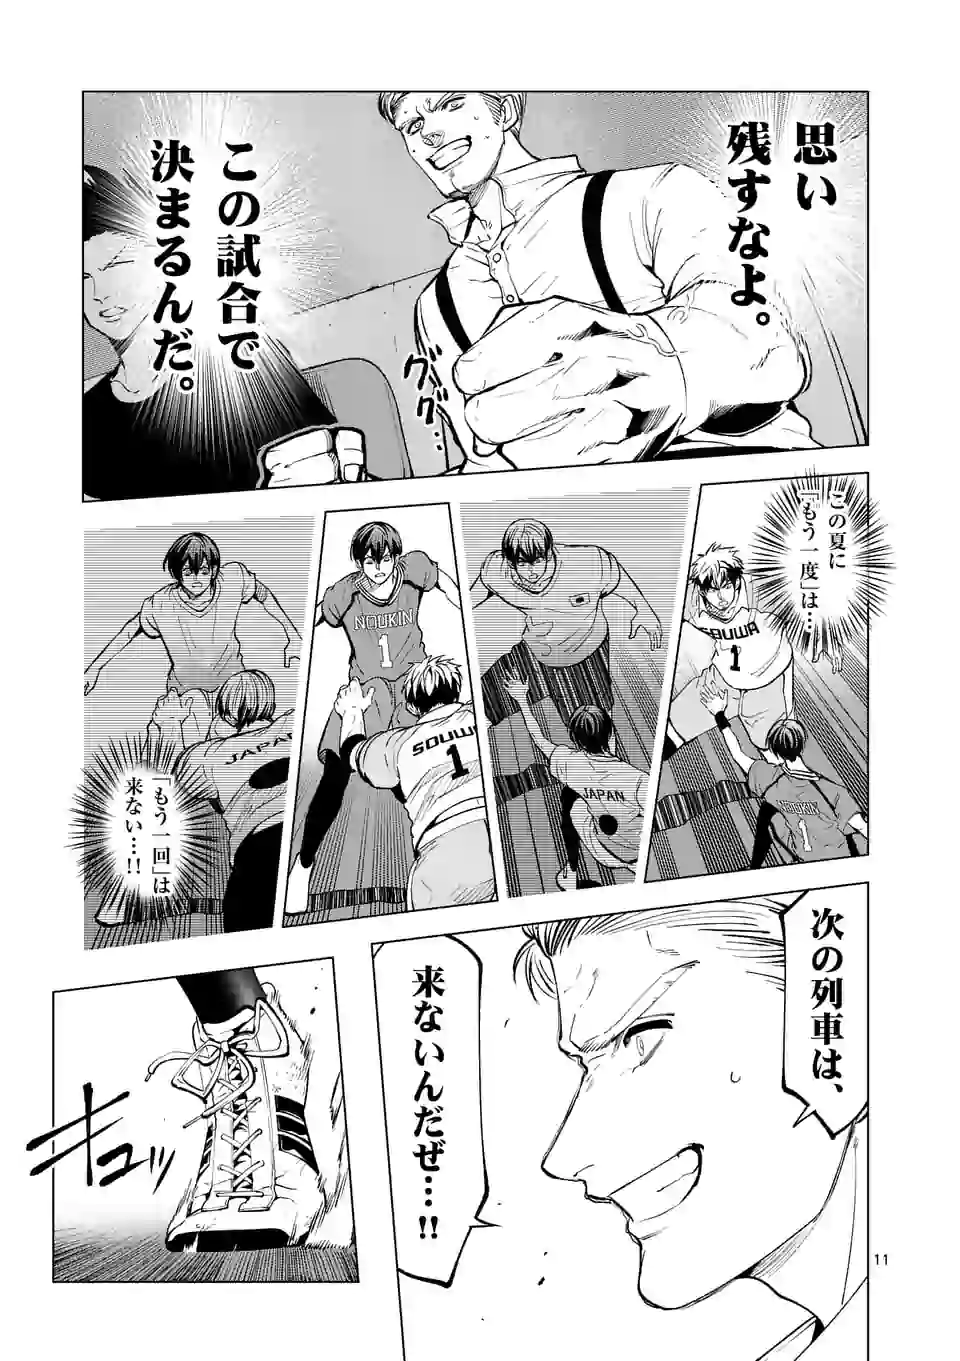 思い
残すなよ。
この試合で
決まるんだ。
グググ‥
この夏に
『もう一度』は…
SOUWA
1
NOUKIN
1
JAPAN
NOUKIN
1
SOUWA
1
JAPAN
『もう一回』は
来ない…!!
次の列車は、
来ないんだぜ…!!
キュッ
11